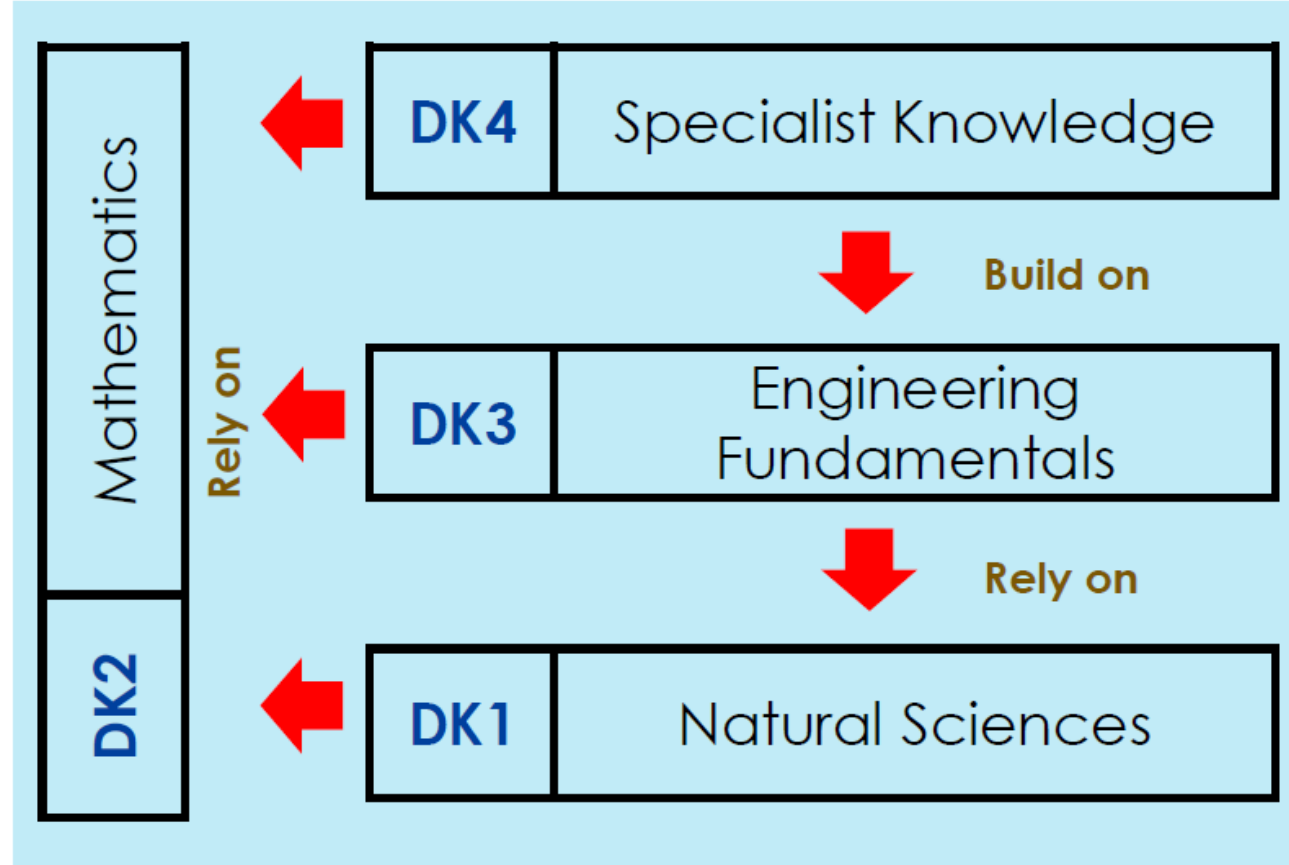 Mathematics
DK2
Rely on
DK4
Specialist Knowledge
Build on
DK3
Engineering
Fundamentals
Rely on
DK1
Natural Sciences